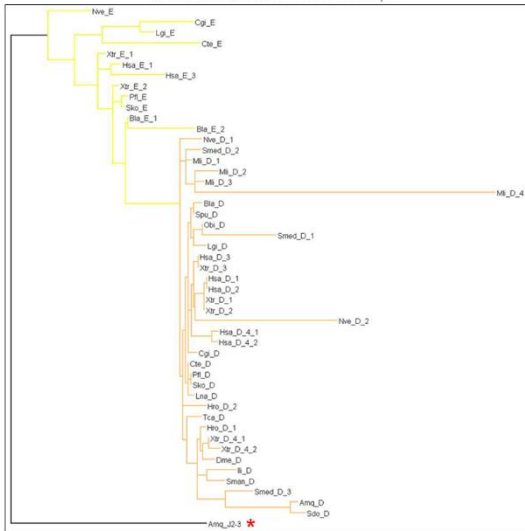 Nve_E
Cgi_E
Lgi_E
Cte_E
Xtr_E_1
Hsa_E_1
Hsa_E_3
Xtr_E_2
Pfl_E
Sko_E
Bla_E_1
Bla_E_2
Nve_D_1
Smed_D_2
Mli_D_1
Mli_D_2
Mli_D_3
Mli_D_4
Bla_D
Spu_D
Obi_D
Smed_D_1
Lgi_D
Hsa_D_3
Xtr_D_3
Hsa_D_1
Hsa_D_2
Xtr_D_1
Xtr_D_2
Nve_D_2
Hsa_D_4_1
Hsa_D_4_2
Cgi_D
Cte_D
Pfl_D
Sko_D
Lna_D
Hro_D_2
Tca_D
Hro_D_1
Xtr_D_4_1
Xtr_D_4_2
Dme_D
Ili_D
Sman_D
Smed_D_3
Amq_D
Sdo_D
Amq_J2-3 *